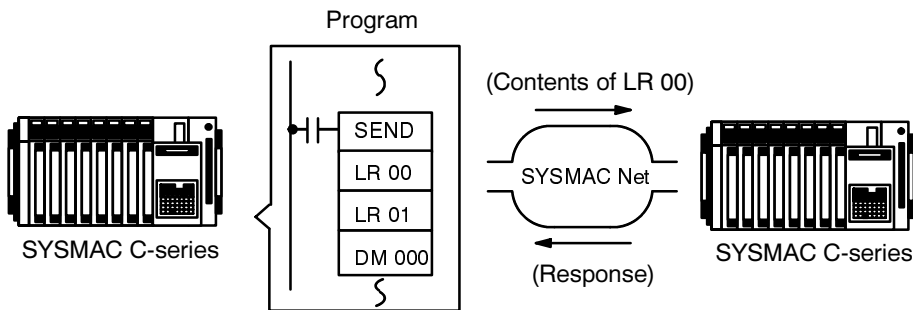 Program
SEND
LR 00
LR 01
DM 000
SYSMAC C-series
(Contents of LR 00)
SYSMAC Net
(Response)
SYSMAC C-series